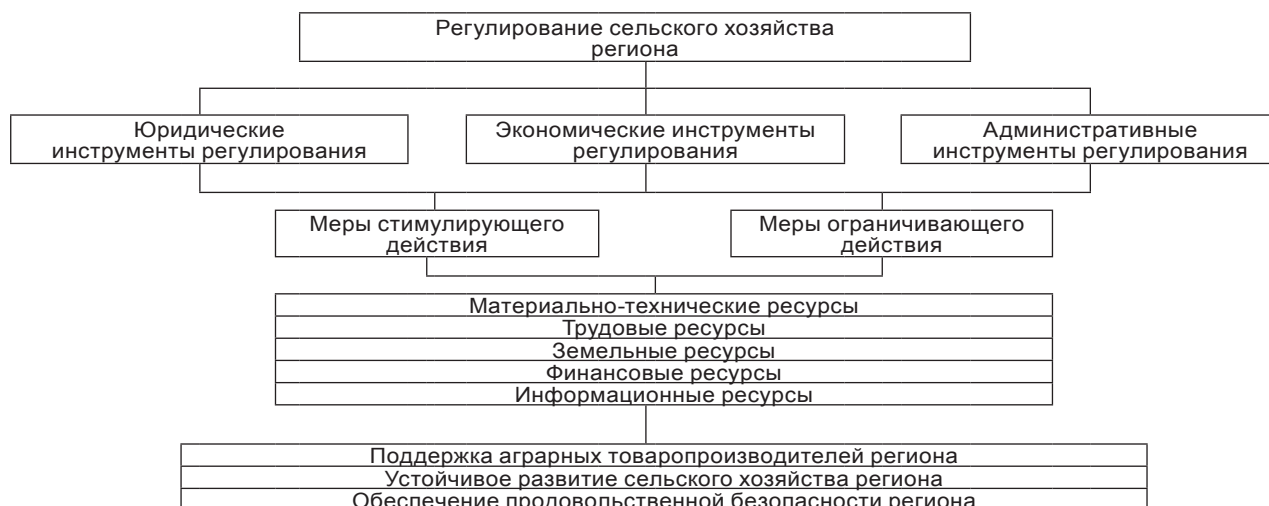 Регулирование сельского хозяйства
региона
Юридические
инструменты регулирования
Экономические инструменты
регулирования
Административные
инструменты регулирования
Меры стимулирующего
действия
Меры ограничивающего
действия
Материально-технические ресурсы
Трудовые ресурсы
Земельные ресурсы
Финансовые ресурсы
Информационные ресурсы
Поддержка аграрных товаропроизводителей региона
Устойчивое развитие сельского хозяйства региона
Обеспечение продовольственной безопасности региона